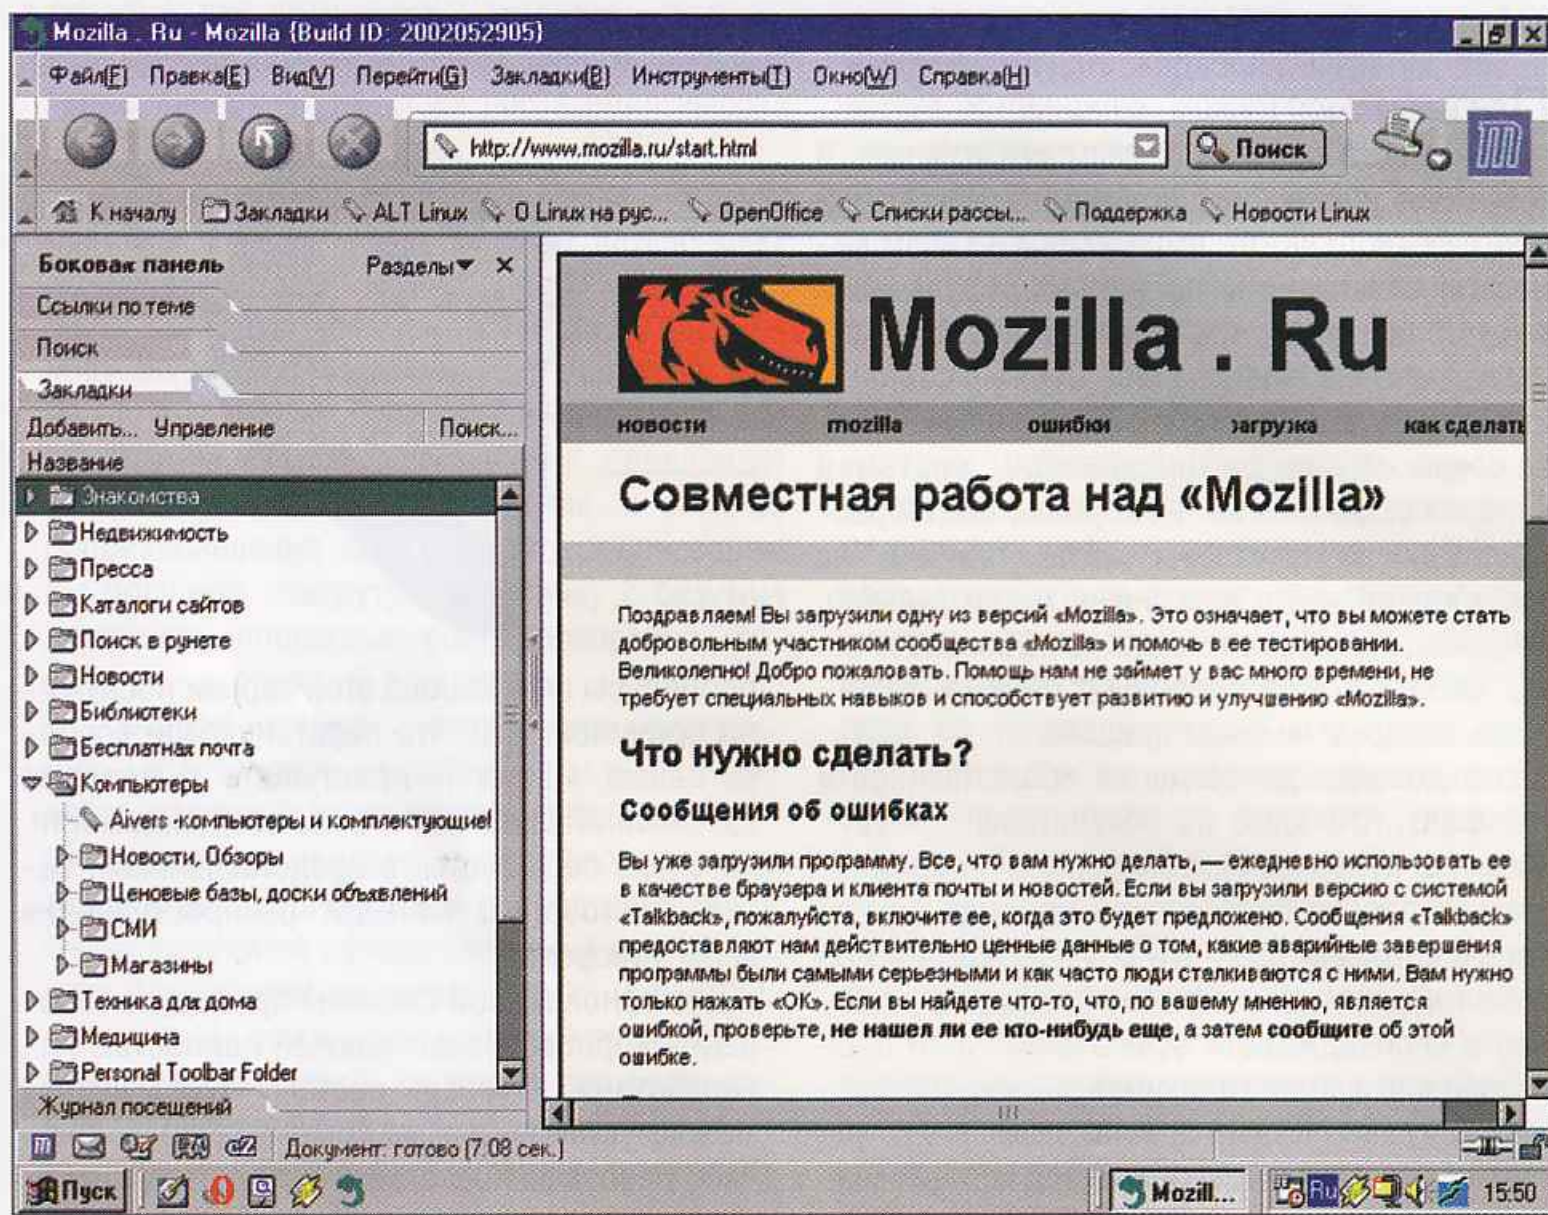 Mozilla . Ru - Mozilla {Build ID: 2002052905}
Файл(F) Правка(E) Вид(V) Перейти(G) Закладки(B) Инструменты(T) Окно(W) Справка(H)
http://www.mozilla.ru/start.html
Поиск
К началу Закладки ALT Linux О Linux на рус... OpenOffice Списки рассы... Поддержка Новости Linux
Боковая панель Разделы
Ссылки по теме
Поиск
Закладки
Добавить... Управление Поиск...
Название
Знакомства
Недвижимость
Пресса
Каталоги сайтов
Поиск в рунете
Новости
Библиотеки
Бесплатная почта
Компьютеры
Aivers -компьютеры и комплектующие!
Новости, Обзоры
Ценовые базы, доски объявлений
СМИ
Магазины
Техника для дома
Медицина
Personal Toolbar Folder
Журнал посещений
Mozilla . Ru
новости mozilla ошибки загрузка как сделать
Совместная работа над «Mozilla»
Поздравляем! Вы загрузили одну из версий «Mozilla». Это означает, что вы можете стать
добровольным участником сообщества «Mozilla» и помочь в ее тестировании.
Великолепно! Добро пожаловать. Помощь нам не займет у вас много времени, не
требует специальных навыков и способствует развитию и улучшению «Mozilla».
Что нужно сделать?
Сообщения об ошибках
Вы уже загрузили программу. Все, что вам нужно делать, — ежедневно использовать ее
в качестве браузера и клиента почты и новостей. Если вы загрузили версию с системой
«Talkback», пожалуйста, включите ее, когда это будет предложено. Сообщения «Talkback»
предоставляют нам действительно ценные данные о том, какие аварийные завершения
программы были самыми серьезными и как часто люди сталкиваются с ними. Вам нужно
только нажать «OK». Если вы найдете что-то, что, по вашему мнению, является
ошибкой, проверьте, не нашел ли ее кто-нибудь еще, а затем сообщите об этой
ошибке.
Документ: готово (7.08 сек.)
Пуск
Mozill...
Ru
15:50